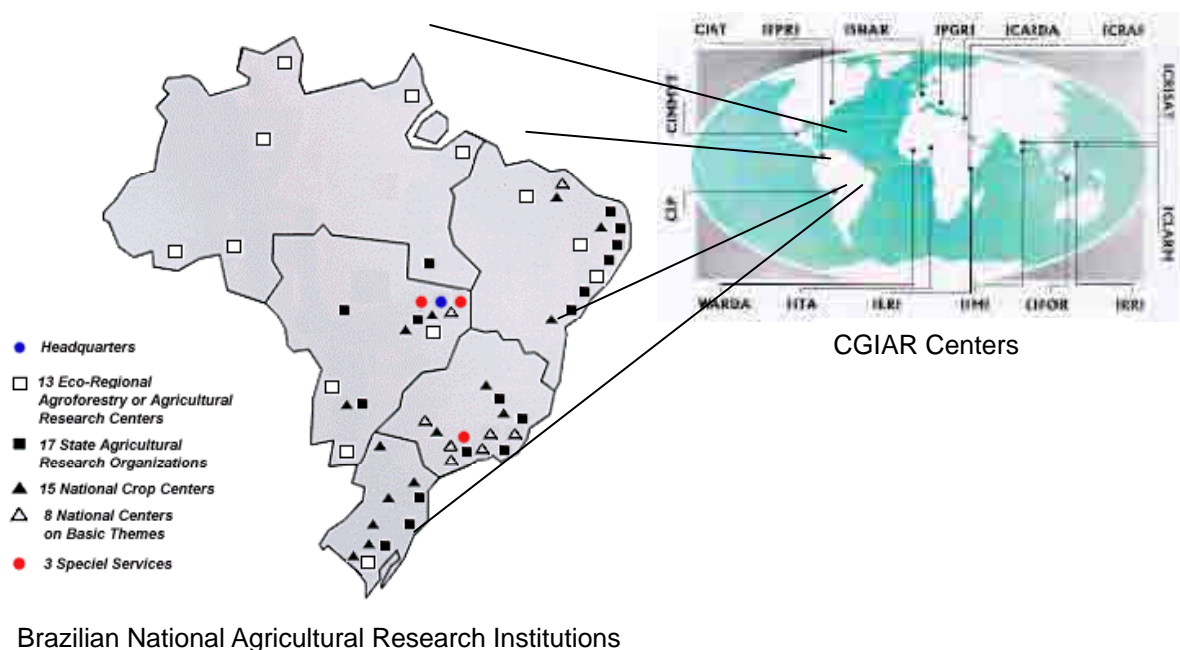 CIAT IFPRI ISNAR IPGRI ICARDA ICRAF
CIMMYT
ICRISAT
CIP
ICLARM
WARDA IITA ILRI IIMI CIFOR IRRI
CGIAR Centers
Headquarters
13 Eco-Regional
Agroforestry or Agricultural
Research Centers
17 State Agricultural
Research Organizations
15 National Crop Centers
8 National Centers
on Basic Themes
3 Speciel Services
Brazilian National Agricultural Research Institutions